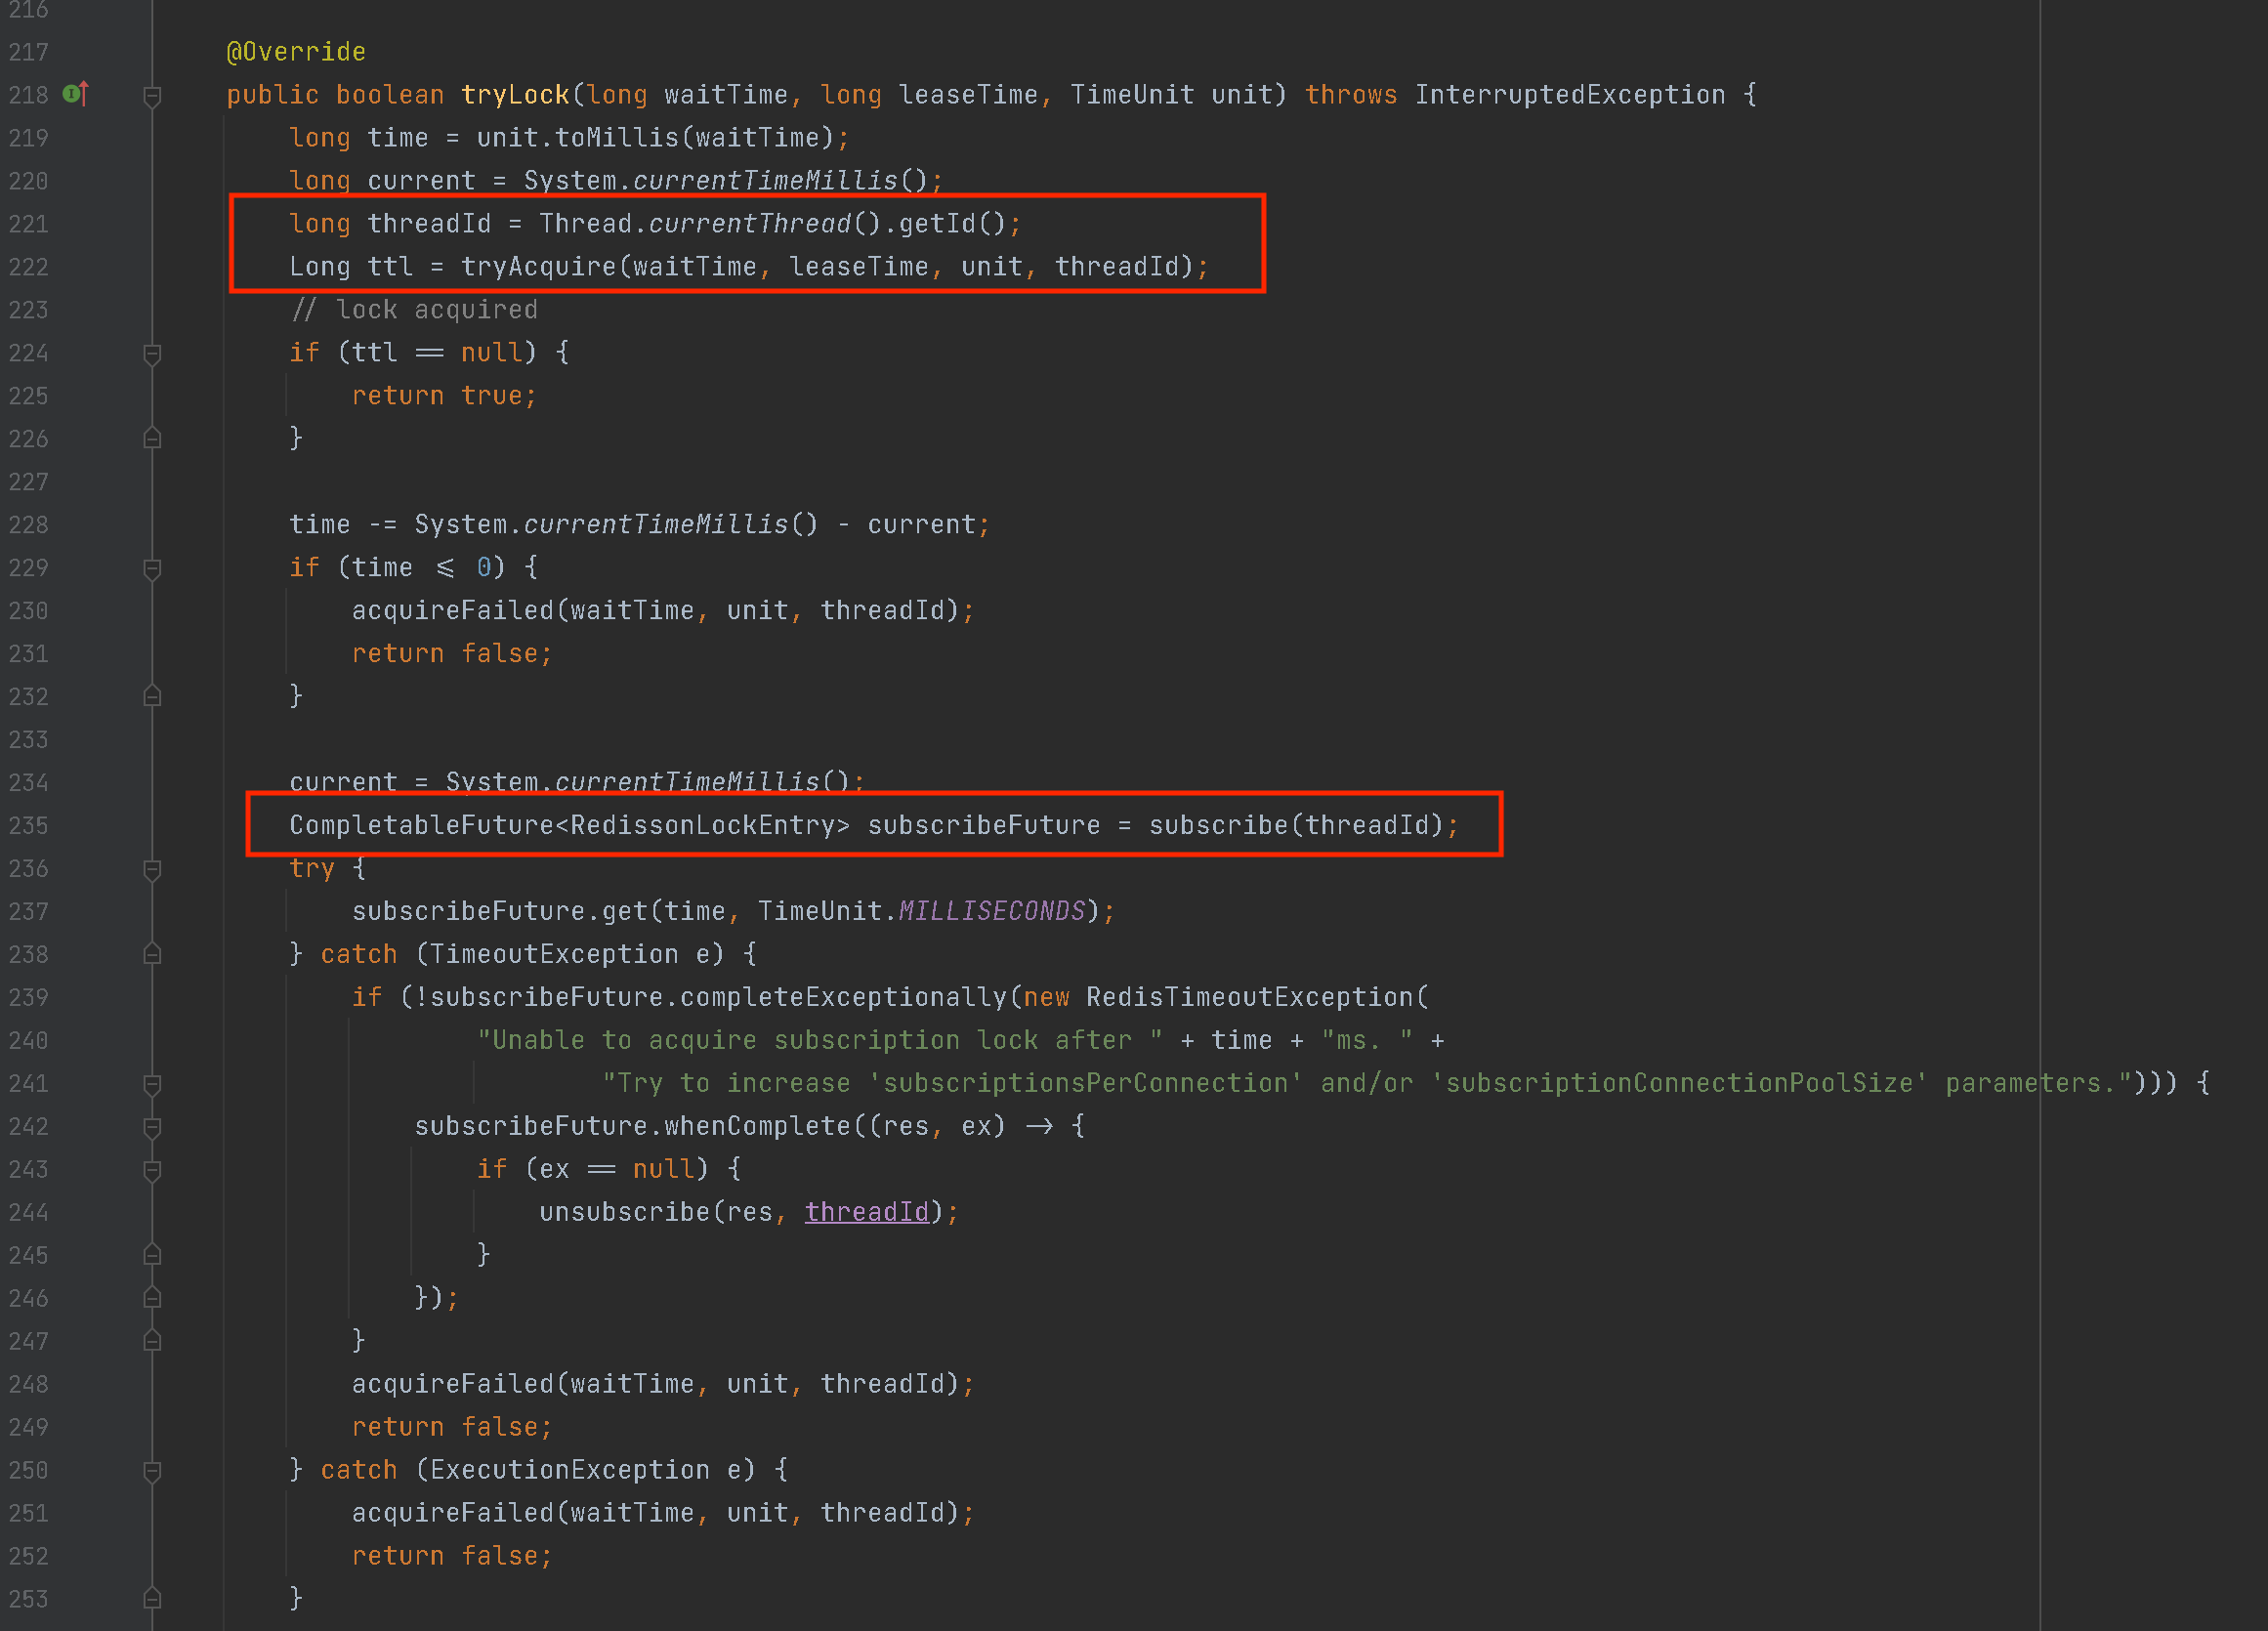 216
217 @Override
218 public boolean tryLock(long waitTime, long leaseTime, TimeUnit unit) throws InterruptedException {
219 long time = unit.toMillis(waitTime);
220 long current = System.currentTimeMillis();
221 long threadId = Thread.currentThread().getId();
222 Long ttl = tryAcquire(waitTime, leaseTime, unit, threadId);
223 // lock acquired
224 if (ttl == null) {
225 return true;
226 }
227
228 time -= System.currentTimeMillis() - current;
229 if (time <= 0) {
230 acquireFailed(waitTime, unit, threadId);
231 return false;
232 }
233
234 current = System.currentTimeMillis();
235 CompletableFuture<RedissonLockEntry> subscribeFuture = subscribe(threadId);
236 try {
237 subscribeFuture.get(time, TimeUnit.MILLISECONDS);
238 } catch (TimeoutException e) {
239 if (!subscribeFuture.completeExceptionally(new RedisTimeoutException(
240 "Unable to acquire subscription lock after " + time + "ms. " +
241 "Try to increase 'subscriptionsPerConnection' and/or 'subscriptionConnectionPoolSize' parameters."))) {
242 subscribeFuture.whenComplete((res, ex) -> {
243 if (ex == null) {
244 unsubscribe(res, threadId);
245 }
246 });
247 }
248 acquireFailed(waitTime, unit, threadId);
249 return false;
250 } catch (ExecutionException e) {
251 acquireFailed(waitTime, unit, threadId);
252 return false;
253 }